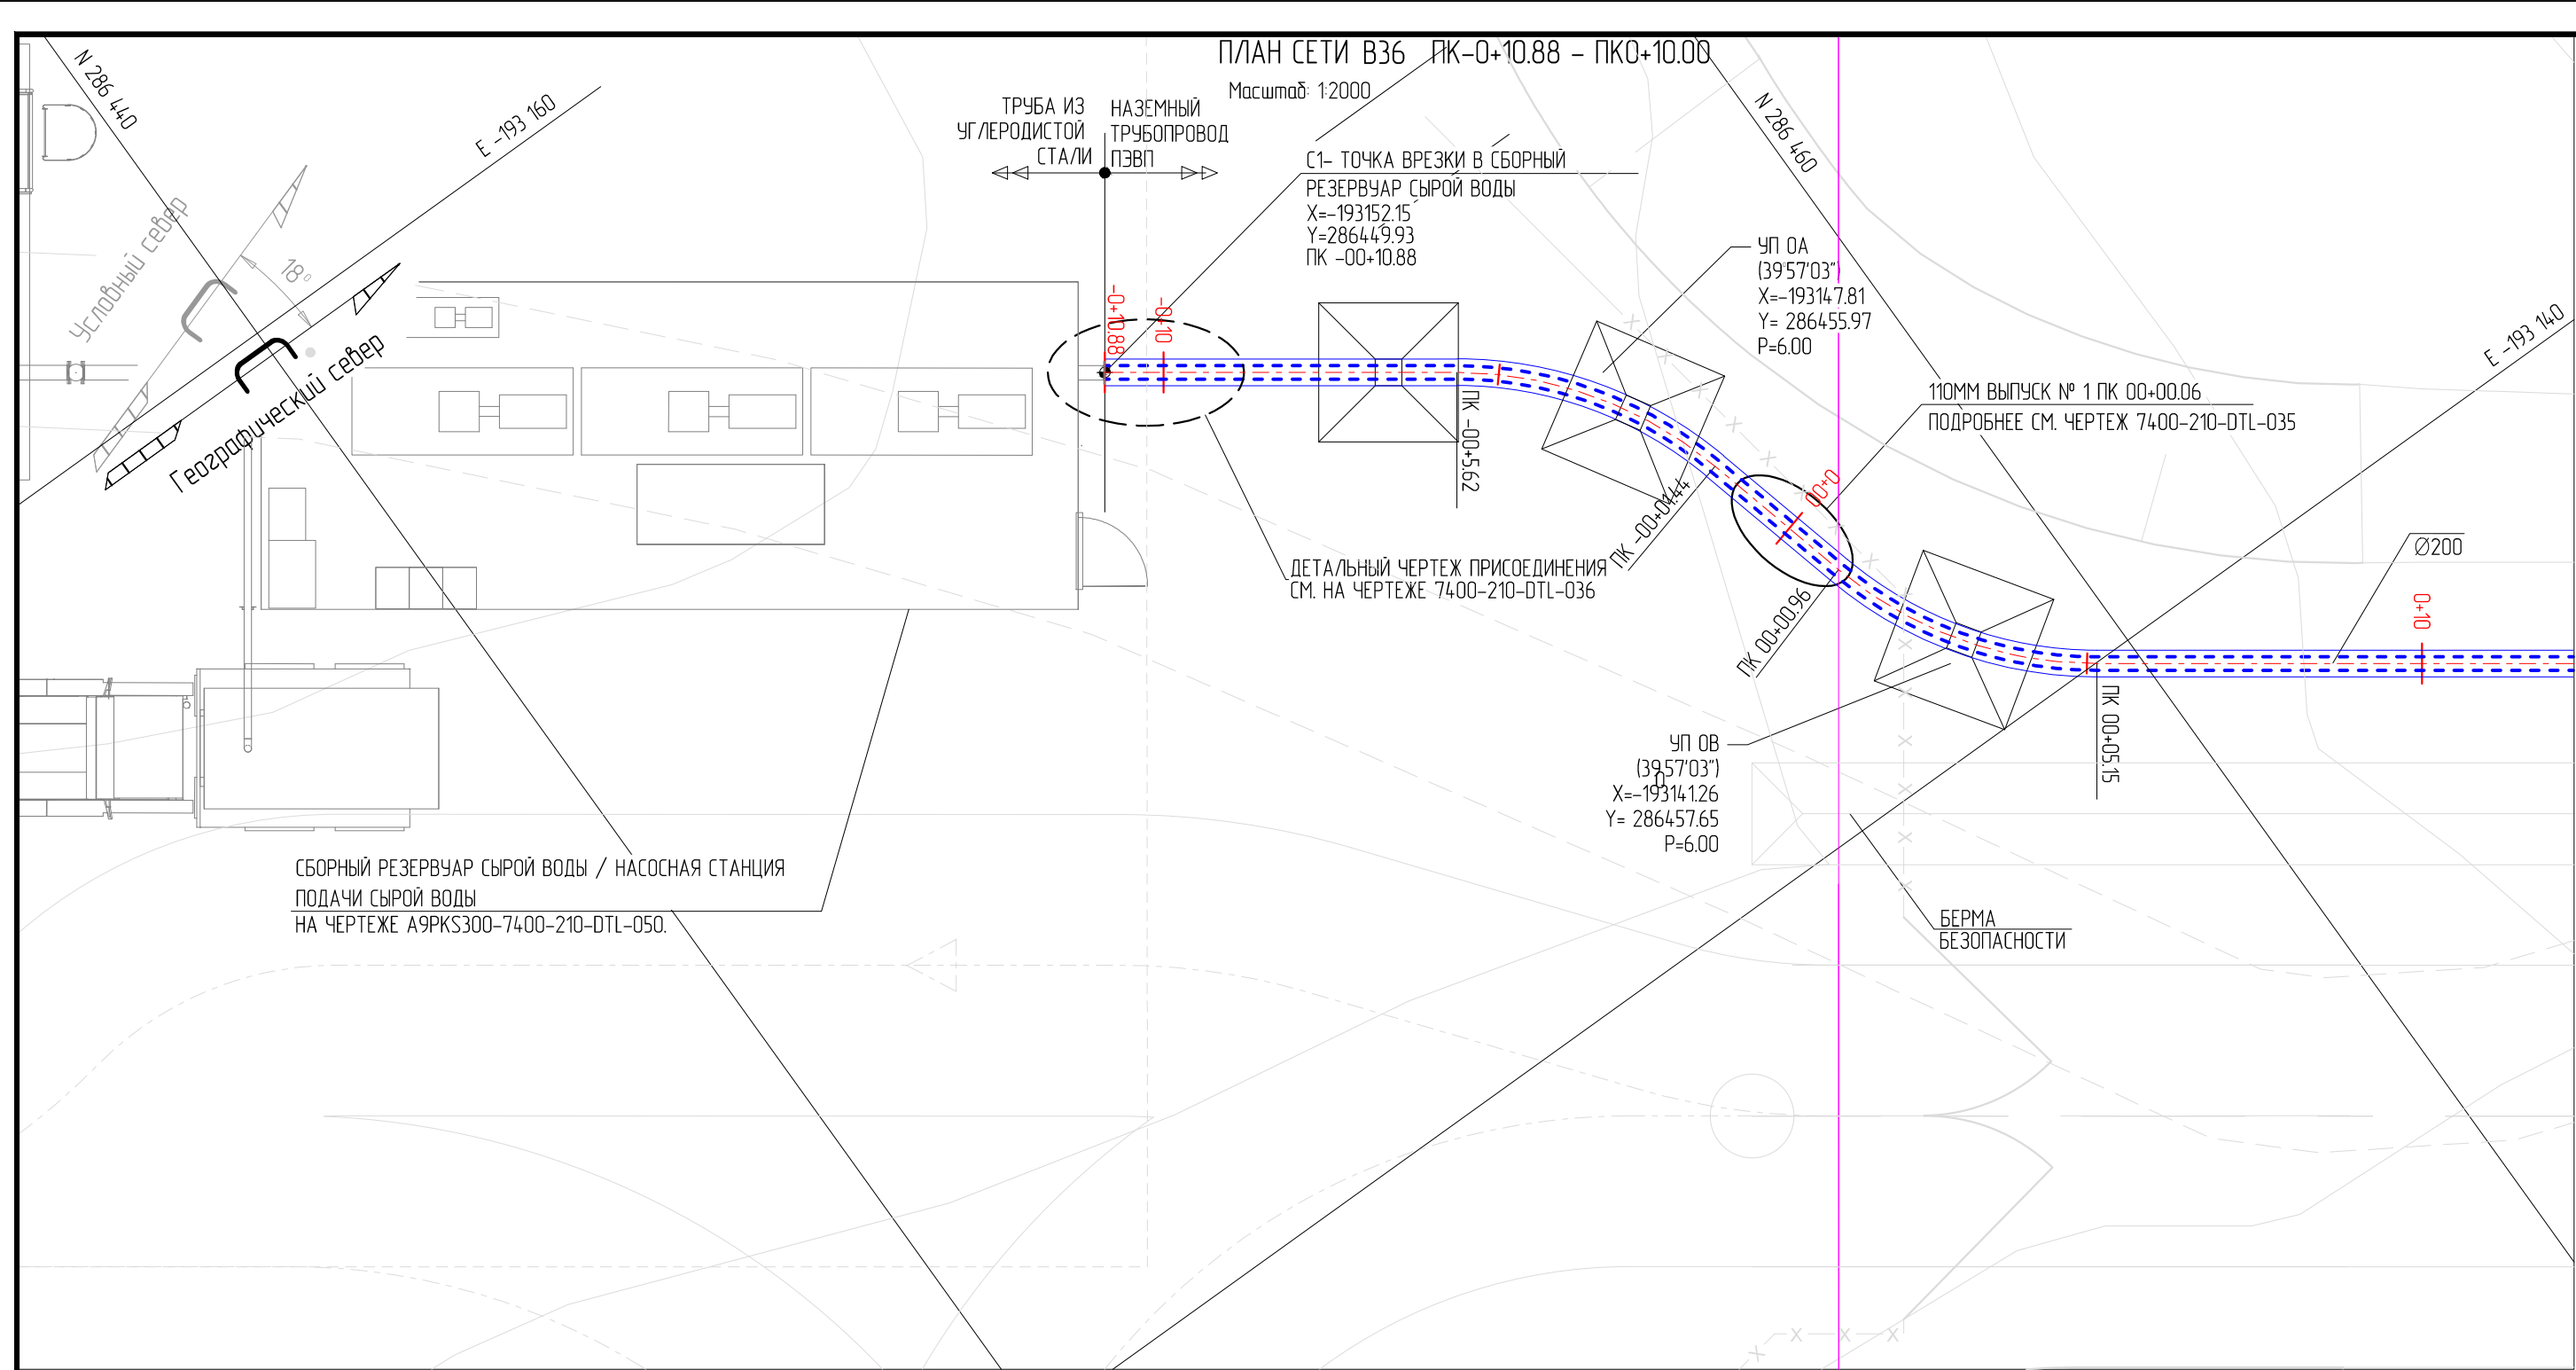 ПЛАН СЕТИ В36 ПК-0+10.88 - ПК0+10.00
Масштаб: 1:2000
N 286 440
E -193 160
Условный север
18°
Географический север
ТРУБА ИЗ
УГЛЕРОДИСТОЙ
СТАЛИ
НАЗЕМНЫЙ
ТРУБОПРОВОД
ПЭВП
С1- ТОЧКА ВРЕЗКИ В СБОРНЫЙ
РЕЗЕРВУАР СЫРОЙ ВОДЫ
X=-193152.15
Y=286449.93
ПК -00+10.88
N 286 460
УП 0А
(39°57'03")
X=-193147.81
Y= 286455.97
Р=6.00
E -193 140
-0+10.88
-0+10
110ММ ВЫПУСК № 1 ПК 00+00.06
ПОДРОБНЕЕ СМ. ЧЕРТЕЖ 7400-210-DTL-035
ПК -00+5.62
ПК -00+01.44
00+0
Ø200
ДЕТАЛЬНЫЙ ЧЕРТЕЖ ПРИСОЕДИНЕНИЯ
СМ. НА ЧЕРТЕЖЕ 7400-210-DTL-036
ПК 00+00.96
0+10
ПК 00+05.15
УП 0В
(39°57'03")
X=-193141.26
Y= 286457.65
Р=6.00
СБОРНЫЙ РЕЗЕРВУАР СЫРОЙ ВОДЫ / НАСОСНАЯ СТАНЦИЯ
ПОДАЧИ СЫРОЙ ВОДЫ
НА ЧЕРТЕЖЕ A9PKS300-7400-210-DTL-050.
БЕРМА
БЕЗОПАСНОСТИ